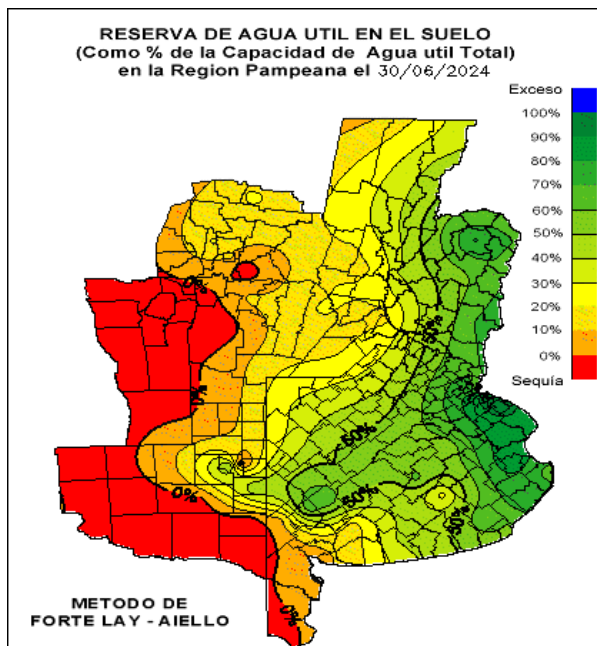 RESERVA DE AGUA UTIL EN EL SUELO
(Como % de la Capacidad de Agua util Total)
en la Region Pampeana el 30/06/2024
Exceso
100%
90%
80%
70%
60%
50%
40%
30%
20%
10%
0%
Sequía
0%
50%
0%
50%
0%
50%
50%
0%
METODO DE
FORTE LAY - AIELLO